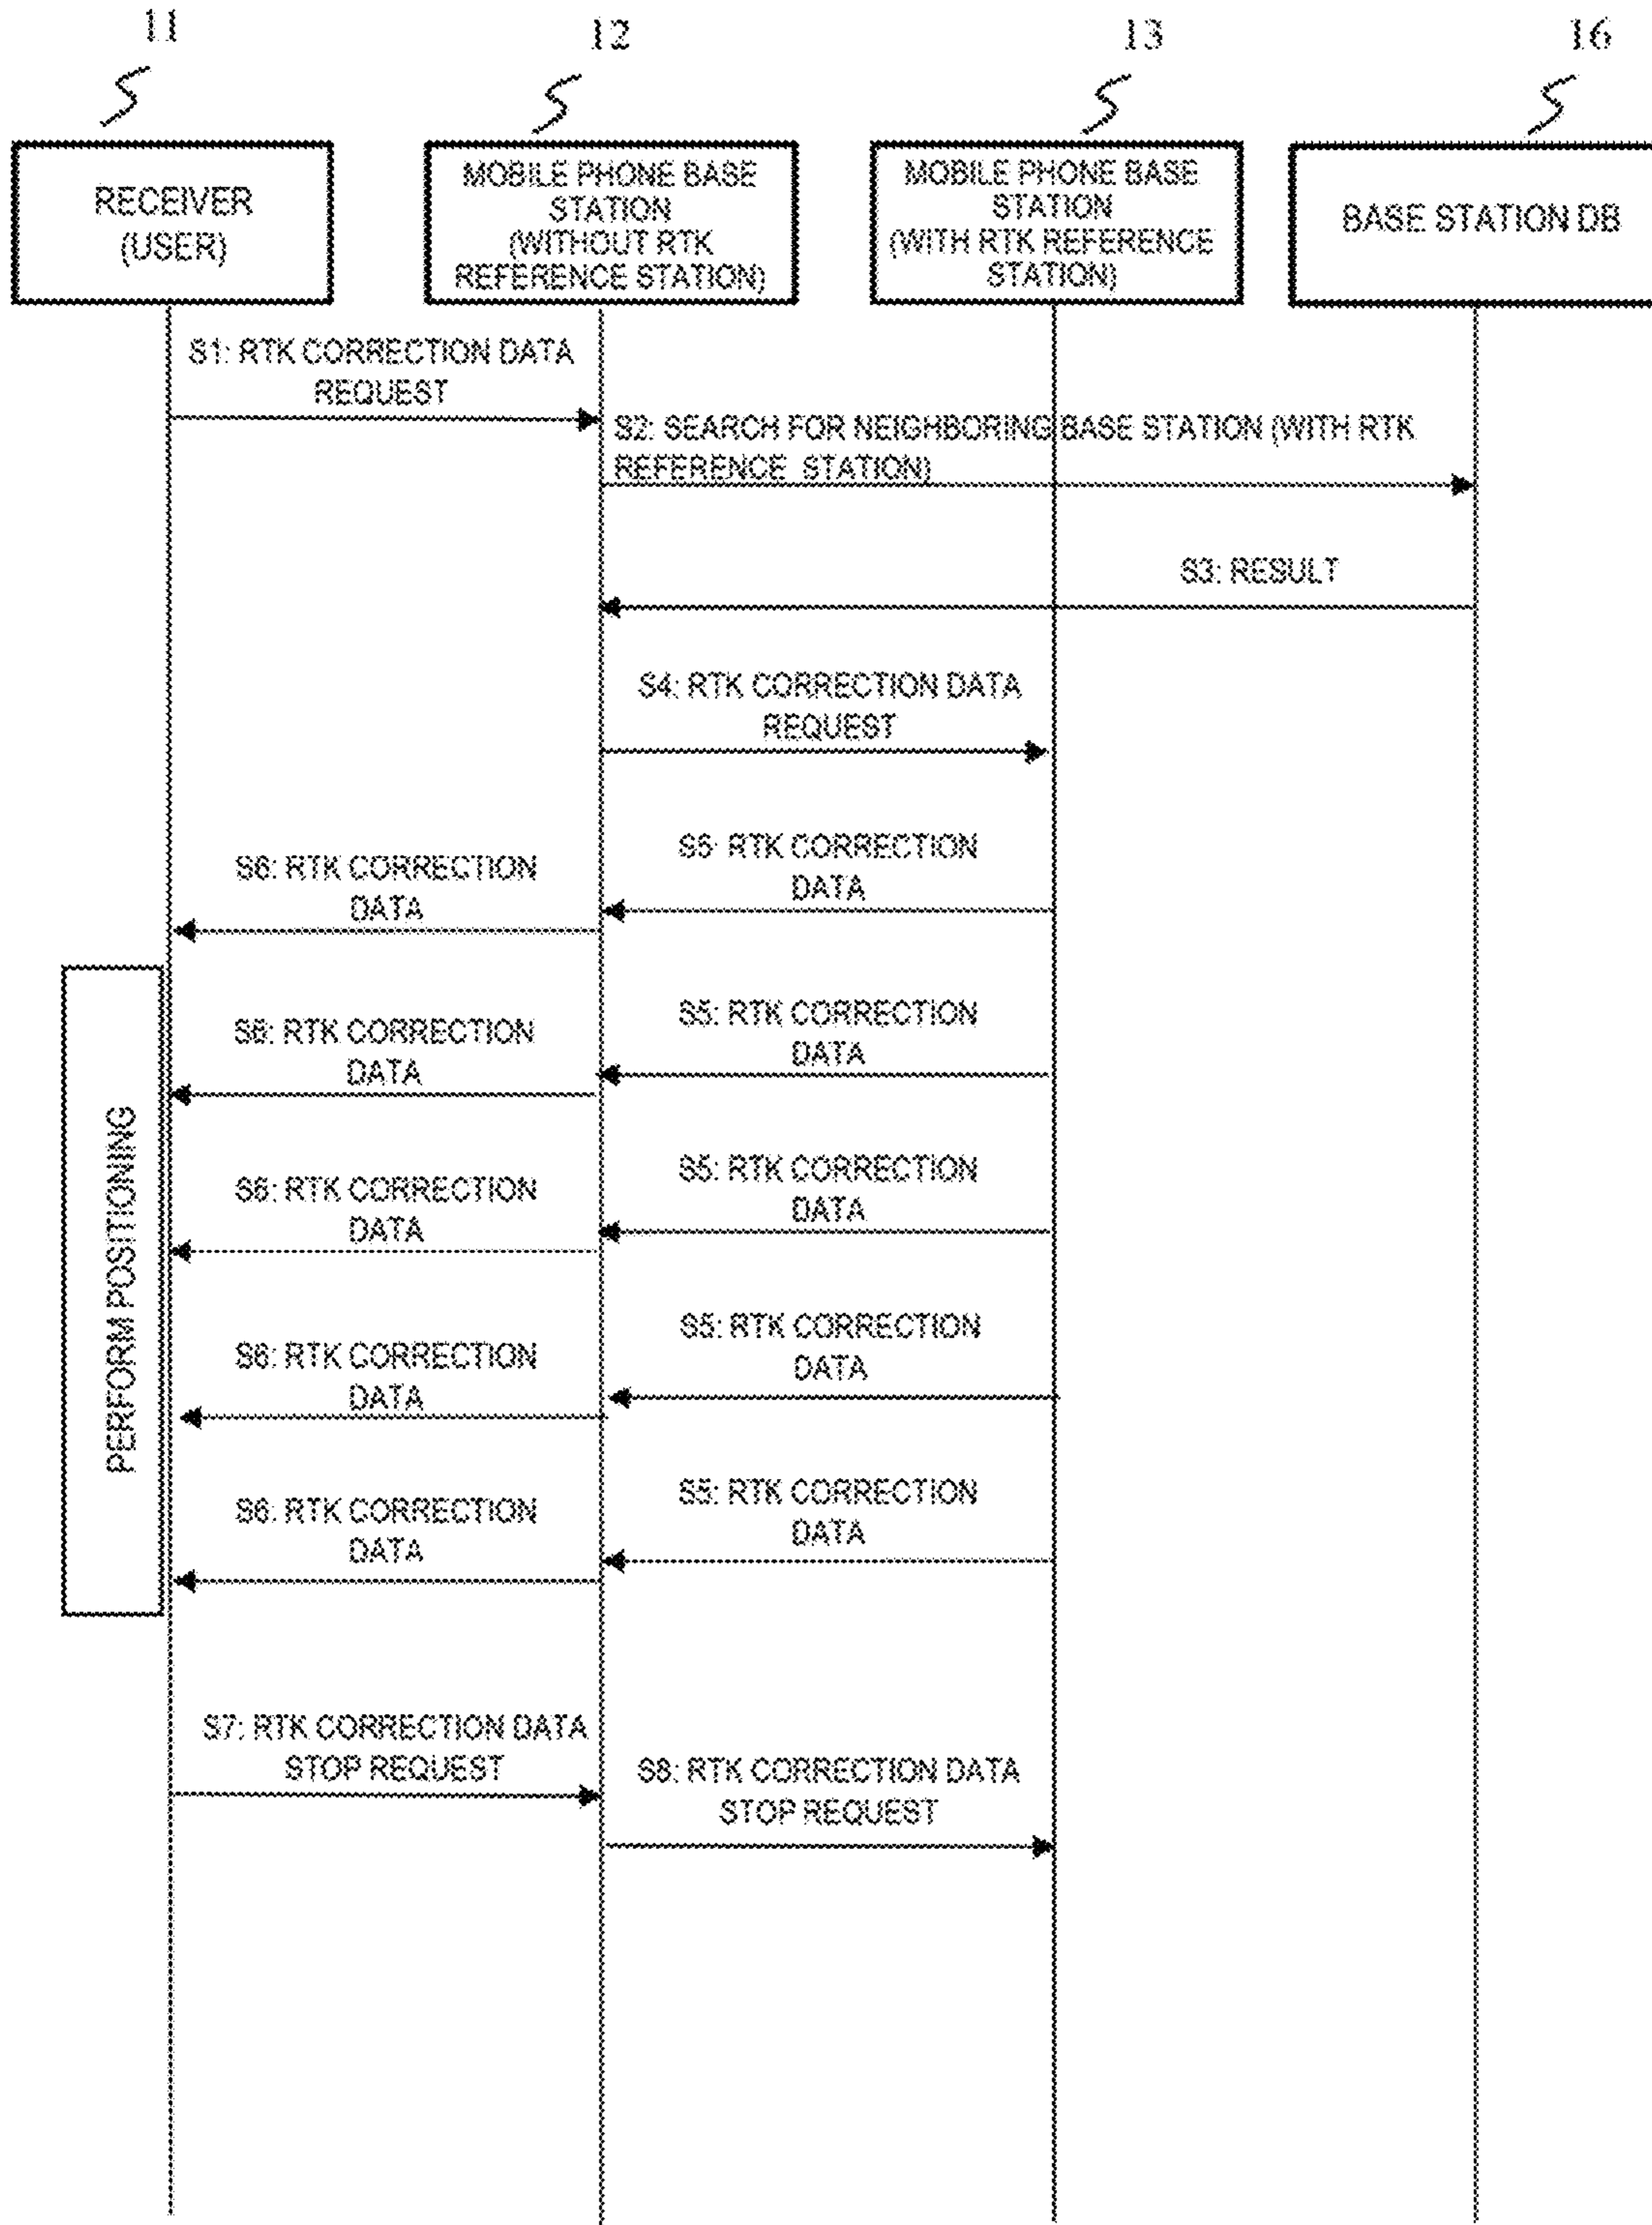 11
12
13
16
RECEIVER
(USER)
MOBILE PHONE BASE
STATION
(WITHOUT RTK
REFERENCE STATION)
MOBILE PHONE BASE
STATION
(WITH RTK REFERENCE
STATION)
BASE STATION DB
S1: RTK CORRECTION DATA
REQUEST
S2: SEARCH FOR NEIGHBORING BASE STATION (WITH RTK
REFERENCE STATION)
S3: RESULT
S4: RTK CORRECTION DATA
REQUEST
S5: RTK CORRECTION
DATA
S6: RTK CORRECTION
DATA
S5: RTK CORRECTION
DATA
S6: RTK CORRECTION
DATA
S5: RTK CORRECTION
DATA
S6: RTK CORRECTION
DATA
S5: RTK CORRECTION
DATA
S6: RTK CORRECTION
DATA
S5: RTK CORRECTION
DATA
S6: RTK CORRECTION
DATA
PERFORM POSITIONING
S7: RTK CORRECTION DATA
STOP REQUEST
S8: RTK CORRECTION DATA
STOP REQUEST